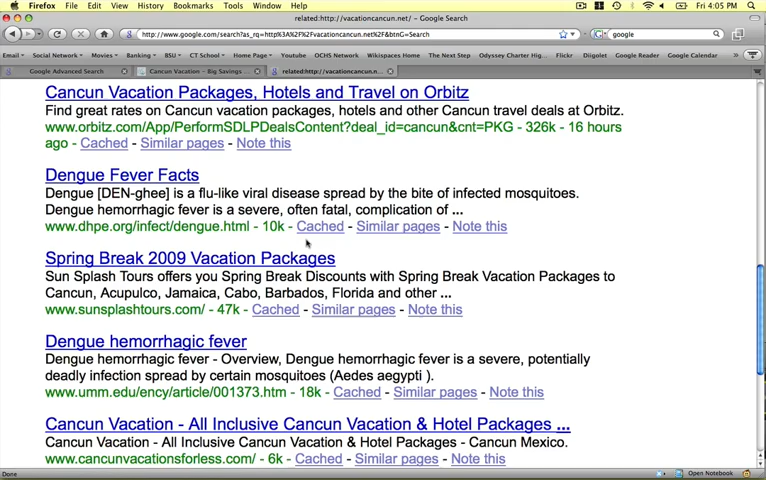 Firefox File Edit View History Bookmarks Tools Window Help Fri 4:05 PM
related:http://vacationcancun.net/ - Google Search
http://www.google.com/search?as_rq=http%3A%2F%2Fvacationcancun.net%2F&btnG=Search google
Email Social Network Movies Banking BSU CT School Home Page Youtube OCHS Network Wikispaces The Next Step Odyssey Charter Hig... Flickr Diigolet Google Reader Google Calendar
Google Advanced Search Cancun Vacation – Big Savings ... related:http://vacationcancun.n...
Cancun Vacation Packages, Hotels and Travel on Orbitz
Find great rates on Cancun vacation packages, hotels and other Cancun travel deals at Orbitz.
www.orbitz.com/App/PerformSDLPDealsContent?deal_id=cancun&cnt=PKG - 326k - 16 hours
ago - Cached - Similar pages - Note this
Dengue Fever Facts
Dengue [DEN-ghee] is a flu-like viral disease spread by the bite of infected mosquitoes.
Dengue hemorrhagic fever is a severe, often fatal, complication of ...
www.dhpe.org/infect/dengue.html - 10k - Cached - Similar pages - Note this
Spring Break 2009 Vacation Packages
Sun Splash Tours offers you Spring Break Discounts with Spring Break Vacation Packages to
Cancun, Acupulco, Jamaica, Cabo, Barbados, Florida and other ...
www.sunsplashtours.com/ - 47k - Cached - Similar pages - Note this
Dengue hemorrhagic fever
Dengue hemorrhagic fever - Overview, Dengue hemorrhagic fever is a severe, potentially
deadly infection spread by certain mosquitoes (Aedes aegypti ).
www.umm.edu/ency/article/001373.htm - 18k - Cached - Similar pages - Note this
Cancun Vacation - All Inclusive Cancun Vacation & Hotel Packages ...
Cancun Vacation - All Inclusive Cancun Vacation & Hotel Packages - Cancun Mexico.
www.cancunvacationsforless.com/ - 6k - Cached - Similar pages - Note this
Done Open Notebook